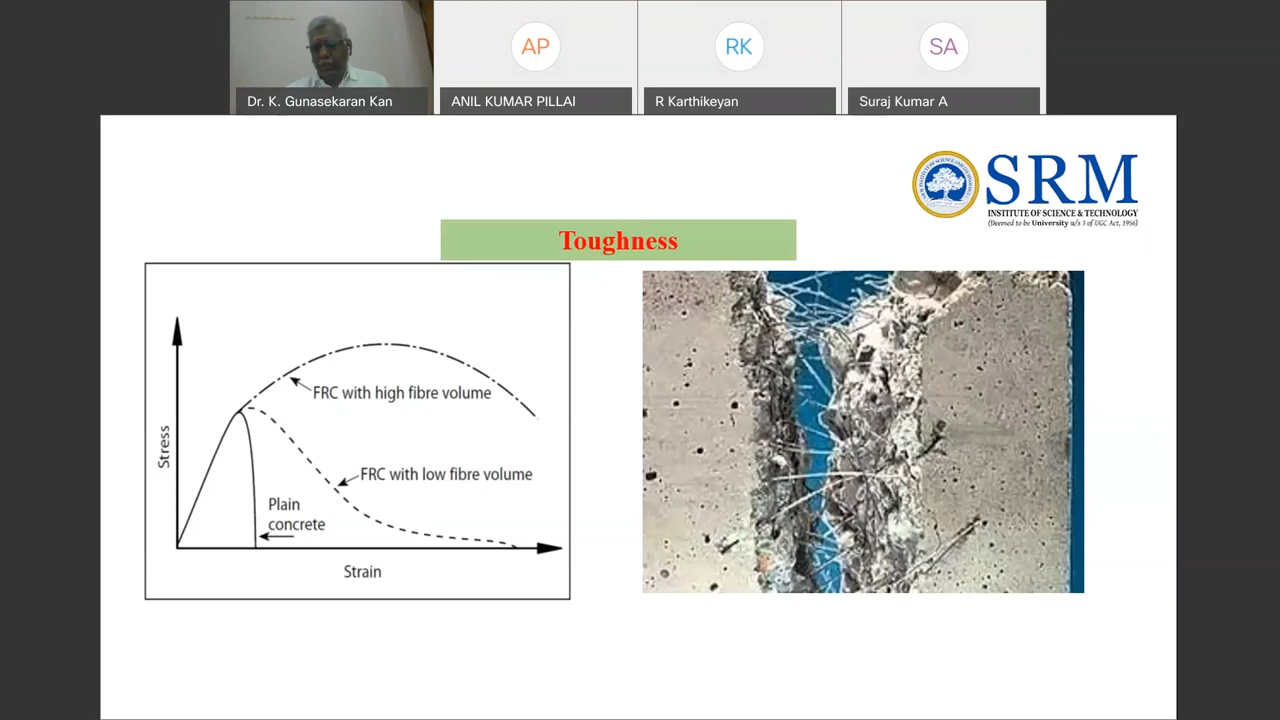 Dr. K. Gunasekaran Kan
AP
ANIL KUMAR PILLAI
RK
R Karthikeyan
SA
Suraj Kumar A
SRM
INSTITUTE OF SCIENCE & TECHNOLOGY
(Deemed to be University u/s 3 of UGC Act, 1956)
Toughness
FRC with high fibre volume
FRC with low fibre volume
Plain
concrete
Stress
Strain